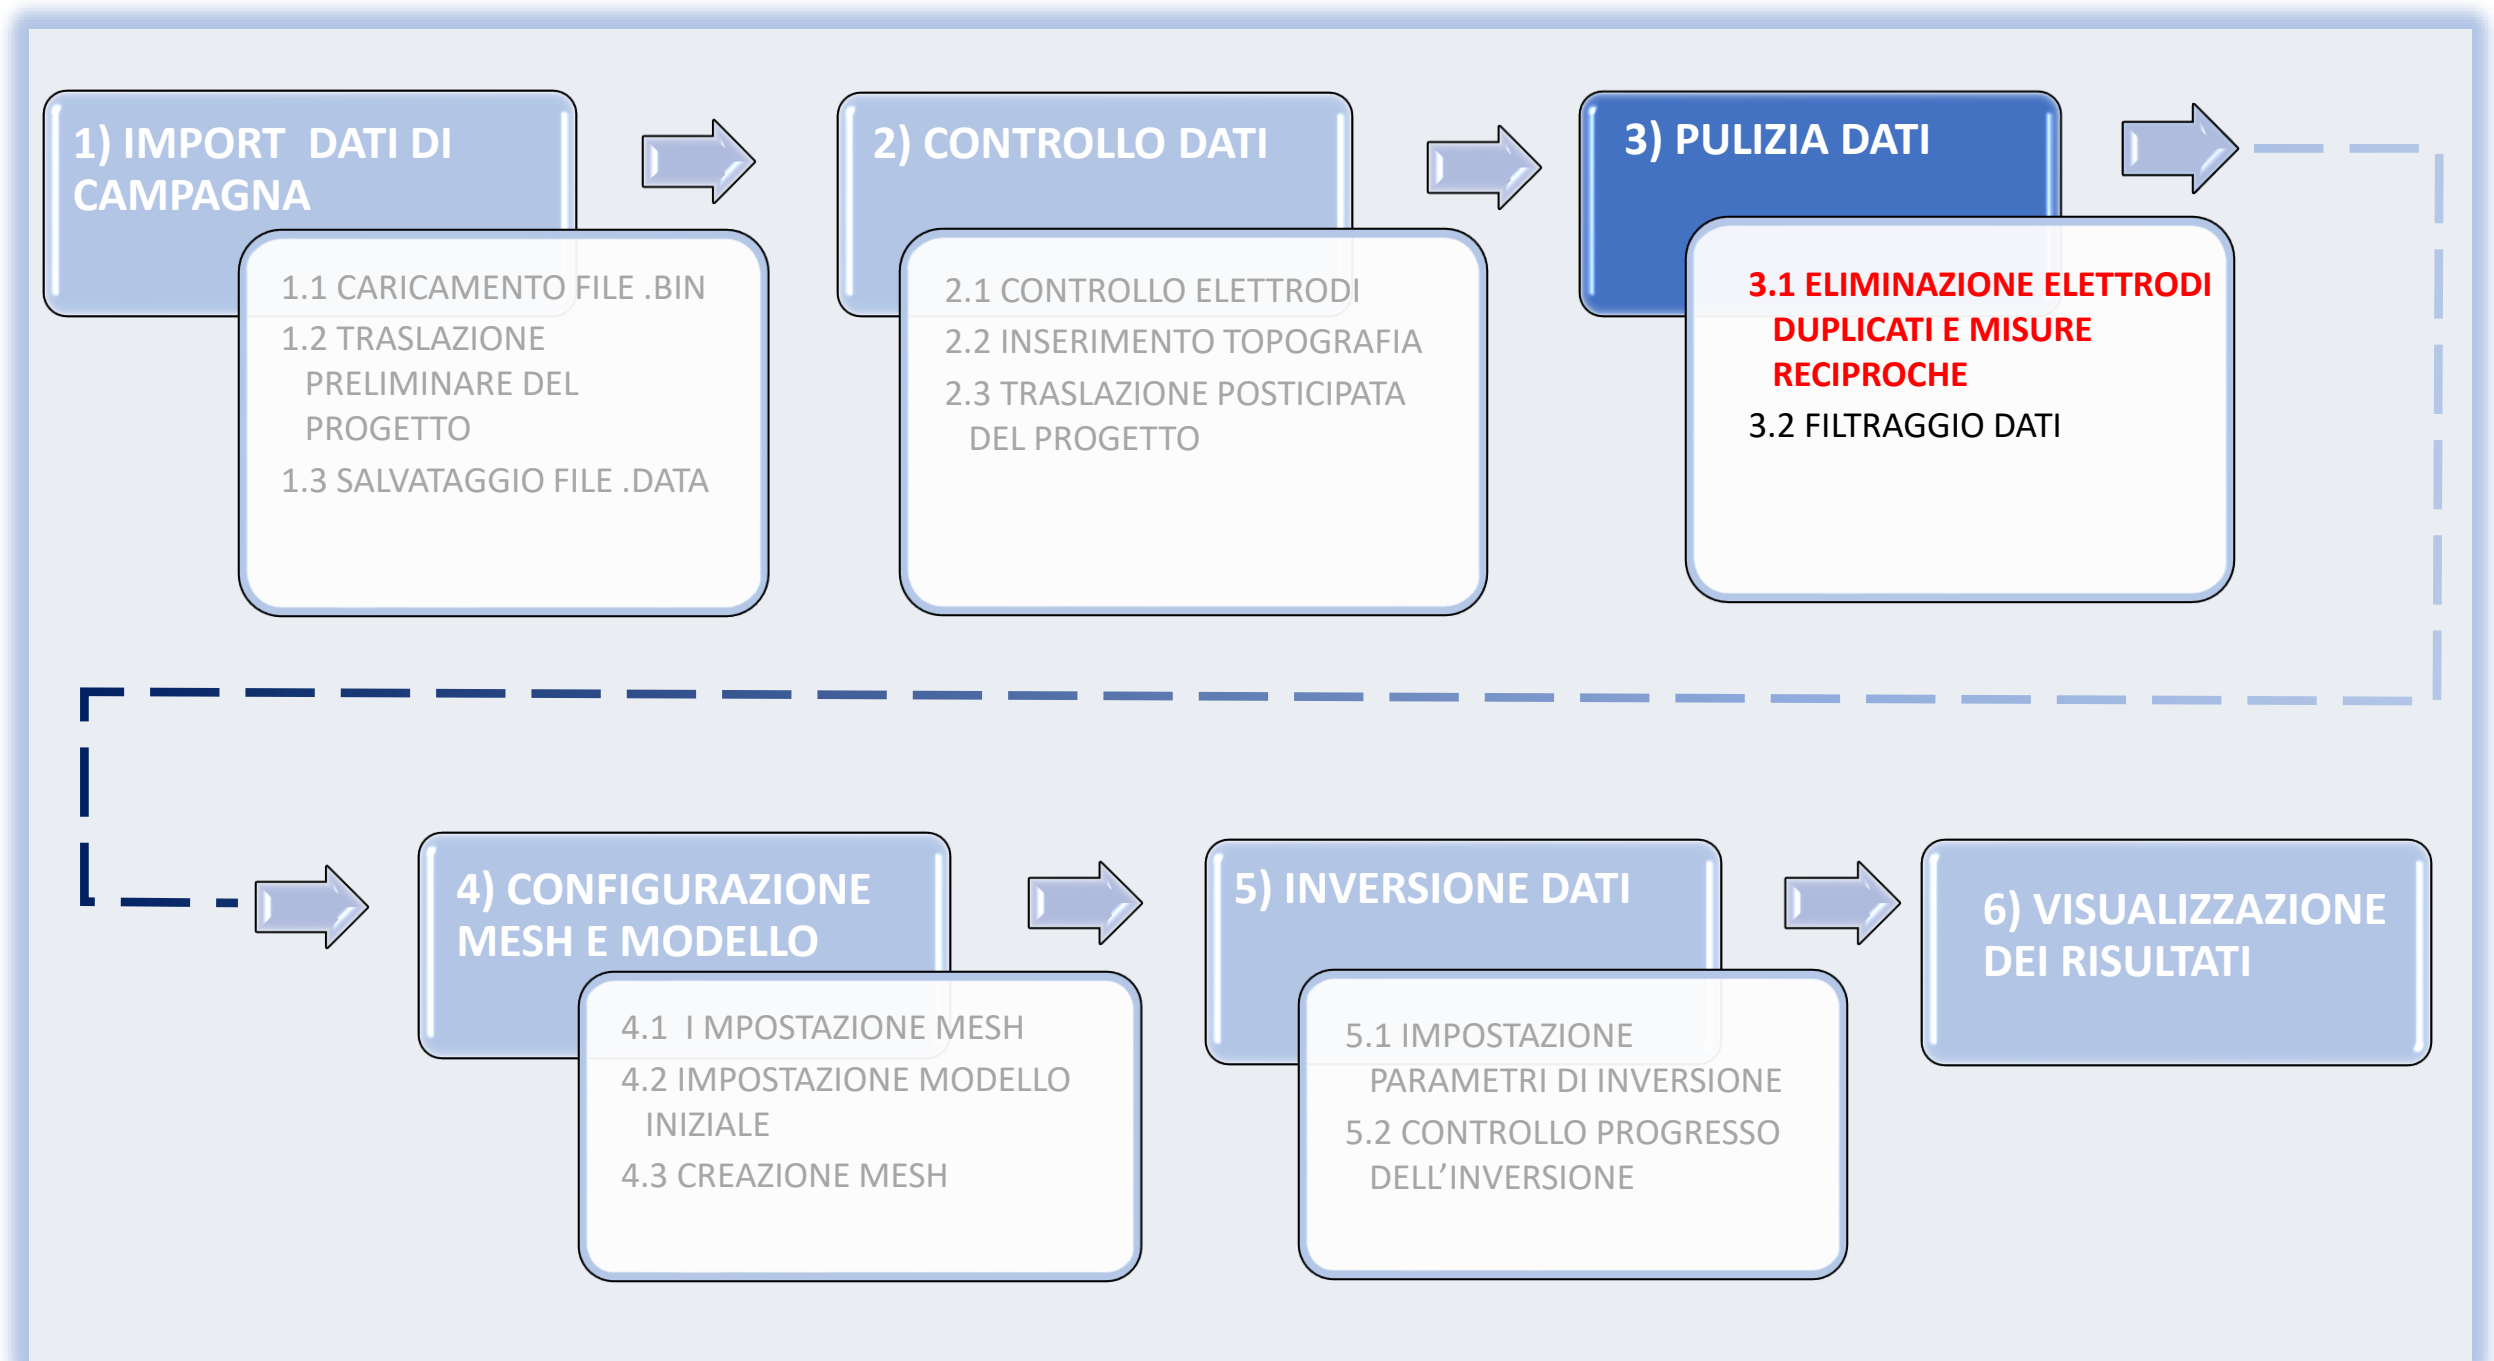 1) IMPORT  DATI DI
CAMPAGNA
1.1 CARICAMENTO FILE .BIN
1.2 TRASLAZIONE
PRELIMINARE DEL
PROGETTO
1.3 SALVATAGGIO FILE .DATA
2) CONTROLLO DATI
2.1 CONTROLLO ELETTRODI
2.2 INSERIMENTO TOPOGRAFIA
2.3 TRASLAZIONE POSTICIPATA
DEL PROGETTO
3) PULIZIA DATI
3.1 ELIMINAZIONE ELETTRODI
DUPLICATI E MISURE
RECIPROCHE
3.2 FILTRAGGIO DATI
4) CONFIGURAZIONE
MESH E MODELLO
4.1  I MPOSTAZIONE MESH
4.2 IMPOSTAZIONE MODELLO
INIZIALE
4.3 CREAZIONE MESH
5) INVERSIONE DATI
5.1 IMPOSTAZIONE
PARAMETRI DI INVERSIONE
5.2 CONTROLLO PROGRESSO
DELL’INVERSIONE
6) VISUALIZZAZIONE
DEI RISULTATI